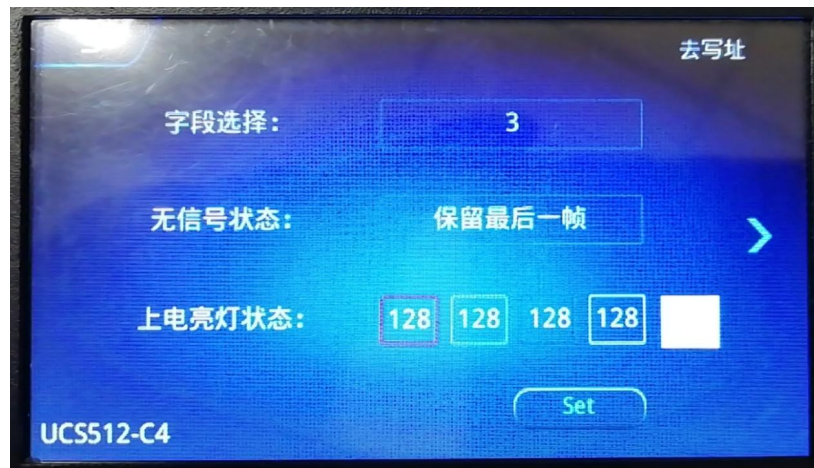 去写址
字段选择： 3
无信号状态： 保留最后一帧
上电亮灯状态： 128 128 128 128
Set
UCS512-C4